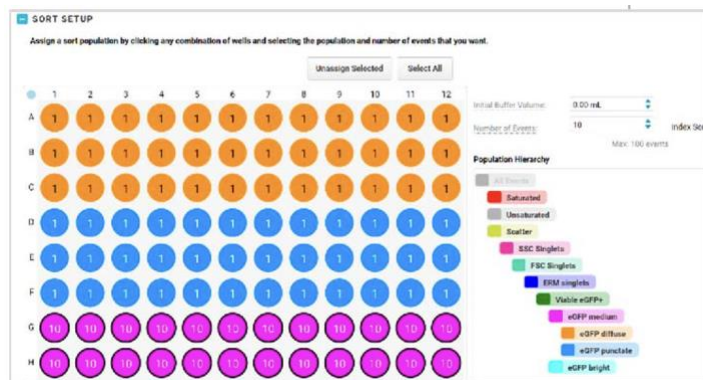 SORT SETUP
Assign a sort population by clicking any combination of wells and selecting the population and number of events that you want.
Unassign Selected Select All
1 2 3 4 5 6 7 8 9 10 11 12
A 1 1 1 1 1 1 1 1 1 1 1 1
B 1 1 1 1 1 1 1 1 1 1 1 1
C 1 1 1 1 1 1 1 1 1 1 1 1
D 1 1 1 1 1 1 1 1 1 1 1 1
E 1 1 1 1 1 1 1 1 1 1 1 1
F 1 1 1 1 1 1 1 1 1 1 1 1
G 10 10 10 10 10 10 10 10 10 10 10 10
H 10 10 10 10 10 10 10 10 10 10 10 10
Initial Buffer Volume: 0.00 mL
Number of Events: 10 Index Sor
Max: 100 events
Population Hierarchy
All Events
Saturated
Unsaturated
Scatter
SSC Singlets
FSC Singlets
ERM singlets
Viable eGFP+
eGFP medium
eGFP diffuse
eGFP punctate
eGFP bright